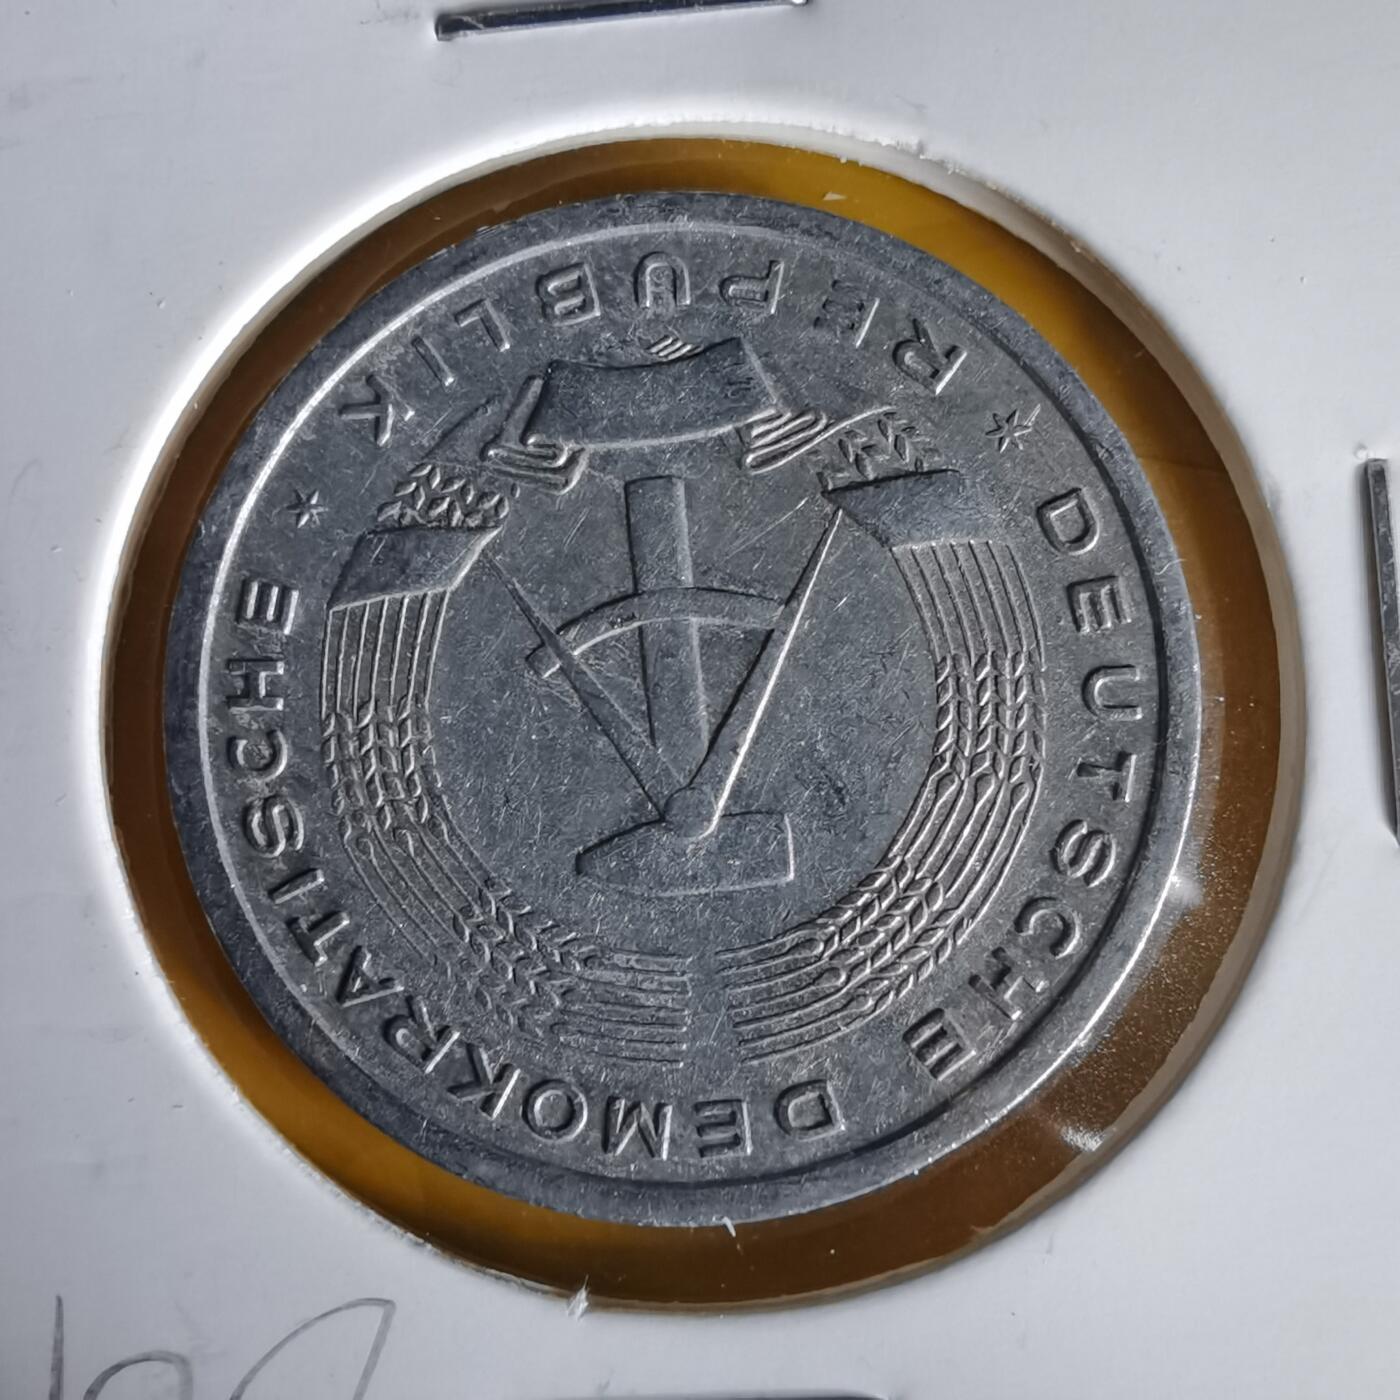 DEUTSCHE DEMOKRATISCHE
★ REPUBLIK ★